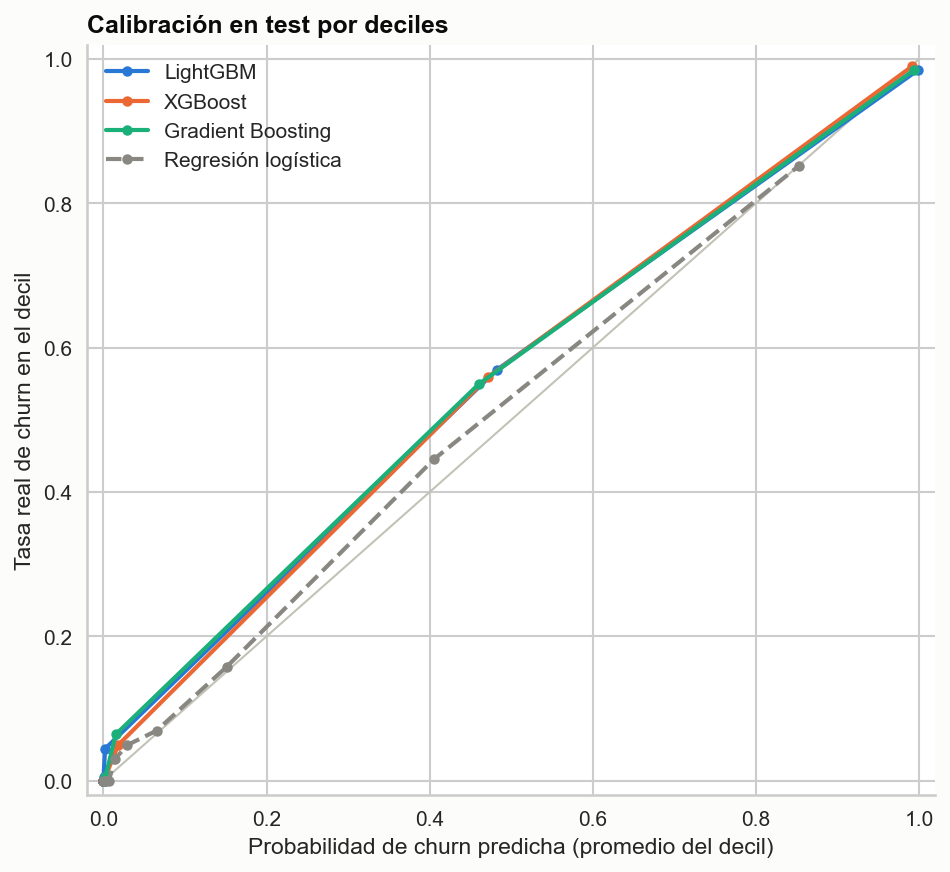 Calibración en test por deciles
LightGBM
XGBoost
Gradient Boosting
Regresión logística
Tasa real de churn en el decil
1.0
0.8
0.6
0.4
0.2
0.0
0.0 0.2 0.4 0.6 0.8 1.0
Probabilidad de churn predicha (promedio del decil)